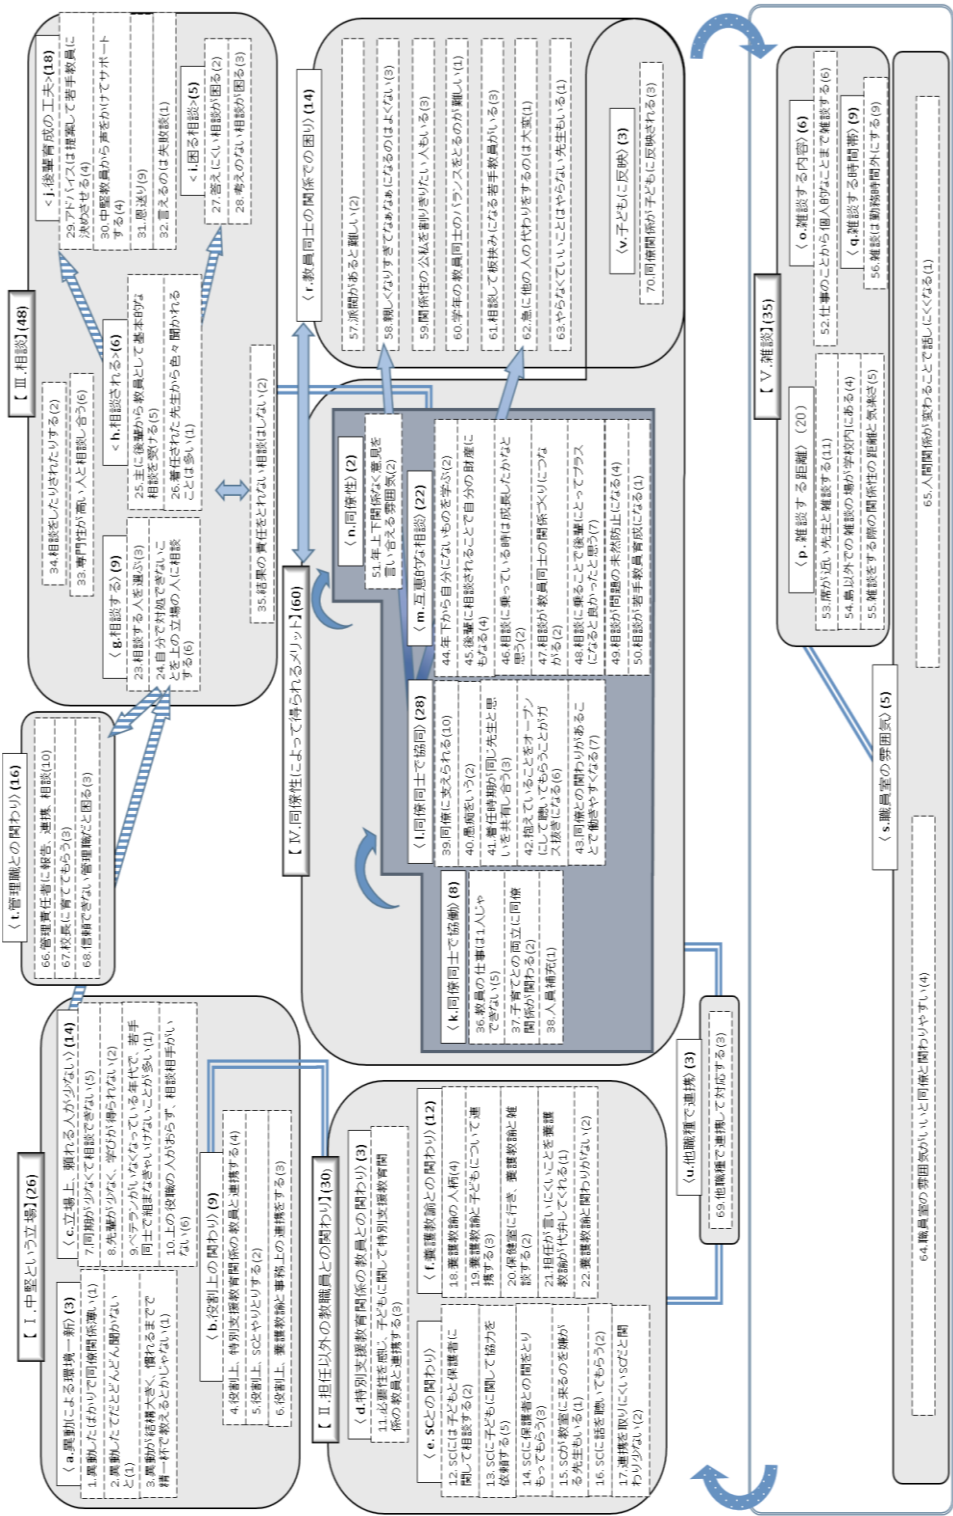 【Ⅰ.中堅という立場】(26)
〈a.異動による環境一新〉(3)
1.異動したばかりで同僚関係薄い(1)
2.異動したてだとどんどん聞かない
と(1)
3.異動が結構大きく、慣れるまでで
精一杯で教えるとかじゃない(1)
〈c.立場上、頼れる人が少ない〉(14)
7.同期が少なくて相談できない(5)
8.先輩が少なく、学びが得られない(2)
9.ベテランがいなくなっている年代で、若手
同士で組まなきゃいけないことが多い(1)
10.上の役職の人がおらず、相談相手がい
ない(6)
〈b.役割上の関わり〉(9)
4.役割上、特別支援教育関係の教員と連携する(4)
5.役割上、SCとやりとりする(2)
6.役割上、養護教諭と事務上の連携をする(3)
【Ⅱ.担任以外の教職員との関わり】(30)
〈d.特別支援教育関係の教員との関わり〉(3)
11.必要性を感じ、子どもに関して特別支援教育関
係の教員と連携する(3)
〈e.SCとの関わり〉
12.SCには子どもと保護者に
関して相談する(2)
13.SCに子どもに関して協力を
依頼する(5)
14.SCに保護者との間をとり
もってもらう(3)
15.SCが教室に来るのを嫌が
る先生もいる(1)
16.SCに話を聴いてもらう(2)
17.連携を取りにくいSCだと関
わり少ない(2)
〈f.養護教諭との関わり〉(12)
18.養護教諭の人柄(4)
19.養護教諭と子どもについて連
携する(3)
20.保健室に行き、養護教諭と雑
談する(2)
21.担任が言いにくいことを養護
教諭が代弁してくれる(1)
22.養護教諭と関わりがない(2)
〈t.管理職との関わり〉(16)
66.管理責任者に報告、連携、相談(10)
67.校長に育ててもらう(3)
68.信頼できない管理職だと困る(3)
【Ⅲ.相談】(48)
34.相談をしたりされたりする(2)
33.専門性が高い人と相談し合う(6)
〈g.相談する〉(9)
23.相談する人を選ぶ(3)
24.自分で対処できないこ
とを上の立場の人に相談
する(6)
<h.相談される>(6)
25.主に後輩から教員として基本的な
相談を受ける(5)
26.着任された先生から色々聞かれる
ことは多い(1)
<j.後輩育成の工夫>(18)
29.アドバイスは提案して若手教員に
決めさせる(4)
30.中堅教員から声をかけてサポート
する(4)
31.恩送り(9)
32.言えるのは失敗談(1)
<i.困る相談>(5)
27.答えにくい相談が困る(2)
28.考えのない相談が困る(3)
35.結果の責任をとれない相談はしない(2)
【Ⅳ.同僚性によって得られるメリット】(60)
〈k.同僚同士で協働〉(8)
36.教員の仕事は1人じゃ
できない(5)
37.子育てとの両立に同僚
関係が関わる(2)
38.人員補充(1)
〈l.同僚同士で協同〉(28)
39.同僚に支えられる(10)
40.愚痴をいう(2)
41.着任時期が同じ先生と思
いを共有し合う(3)
42.抱えていることをオープン
にして聴いてもらうことがガ
ス抜きになる(6)
43.同僚との関わりがあるこ
とで働きやすくなる(7)
〈n.同僚性〉(2)
51.年上下関係なく意見を
言い合える雰囲気(2)
〈m.互恵的な相談〉(22)
44.年下から自分にないものを学ぶ(2)
45.後輩に相談されることで自分の財産に
もなる(4)
46.相談に乗っている時は成長したかなと
思う(2)
47.相談が教員同士の関係づくりにつな
がる(2)
48.相談に乗ることで後輩にとってプラス
になると良かったと思う(7)
49.相談が問題の未然防止になる(4)
50.相談が若手教員育成になる(1)
〈r.教員同士の関係での困り〉(14)
57.派閥があると難しい(2)
58.親しくなりすぎてなぁなぁになるのはよくない(3)
59.関係性の公私を割りきりたい人もいる(3)
60.学年の教員同士のバランスをとるのが難しい(1)
61.相談して板挟みになる若手教員がいる(3)
62.急に他の人の代わりをするのは大変(1)
63.やらなくていいことはやらない先生もいる(1)
〈v.子どもに反映〉(3)
70.同僚関係が子どもに反映される(3)
〈u.他職種で連携〉(3)
69.他職種で連携して対応する(3)
【Ⅴ.雑談】(35)
〈p.雑談する距離〉(20)
53.席が近い先生と雑談する(11)
54.島以外での雑談の場が学校内にある(4)
55.雑談をする際の関係性の距離と気楽さ(5)
〈o.雑談する内容〉(6)
52.仕事のことから個人的なことまで雑談する(6)
〈q.雑談する時間帯〉(9)
56.雑談は勤務時間外にする(9)
〈s.職員室の雰囲気〉(5)
64.職員室の雰囲気がいいと同僚と関わりやすい(4)
65.人間関係が変わることで話しにくくなる(1)